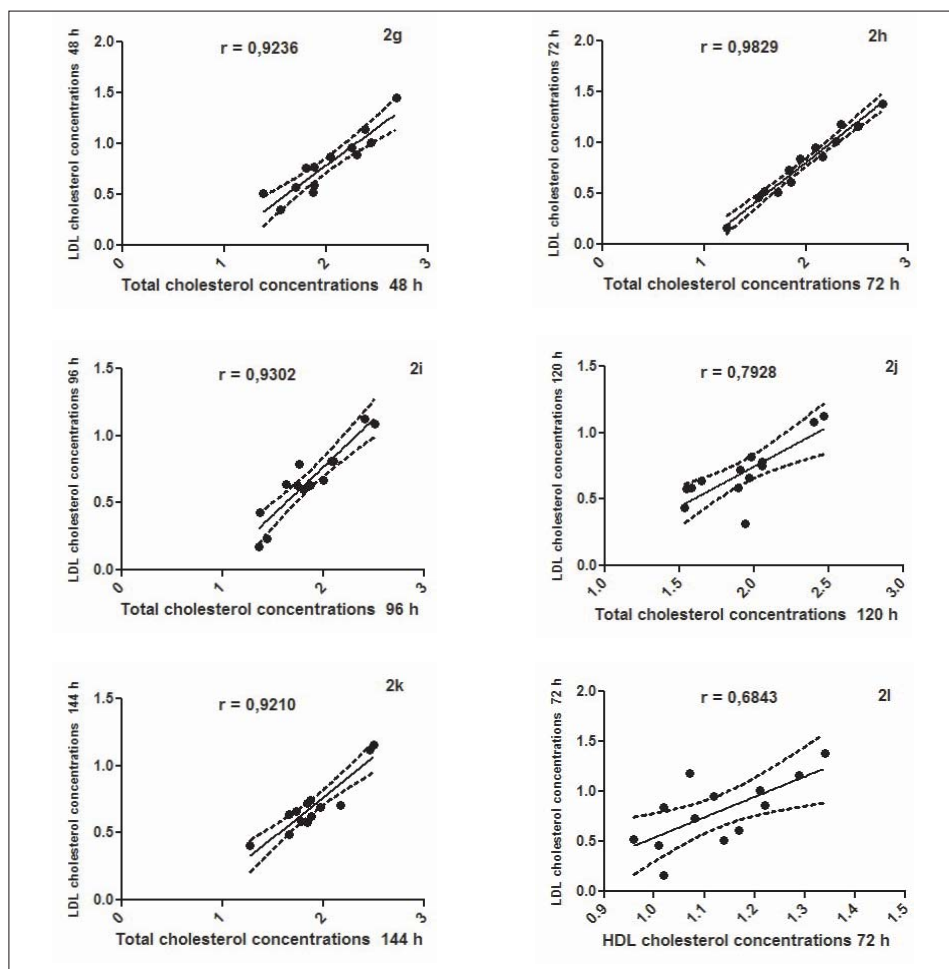 2g
r = 0,9236
LDL cholesterol concentrations 48 h
2.0
1.5
1.0
0.5
0.0
0
1
2
3
Total cholesterol concentrations 48 h
2h
r = 0,9829
LDL cholesterol concentrations 72 h
2.0
1.5
1.0
0.5
0.0
0
1
2
3
Total cholesterol concentrations 72 h
2i
r = 0,9302
LDL cholesterol concentrations 96 h
1.5
1.0
0.5
0.0
0
1
2
3
Total cholesterol concentrations 96 h
2j
r = 0,7928
LDL cholesterol concentrations 120 h
1.5
1.0
0.5
0.0
1.0
1.5
2.0
2.5
3.0
Total cholesterol concentrations 120 h
2k
r = 0,9210
LDL cholesterol concentrations 144 h
1.5
1.0
0.5
0.0
0
1
2
3
Total cholesterol concentrations 144 h
2l
r = 0,6843
LDL cholesterol concentrations 72 h
2.0
1.5
1.0
0.5
0.0
0.9
1.0
1.1
1.2
1.3
1.4
1.5
HDL cholesterol concentrations 72 h